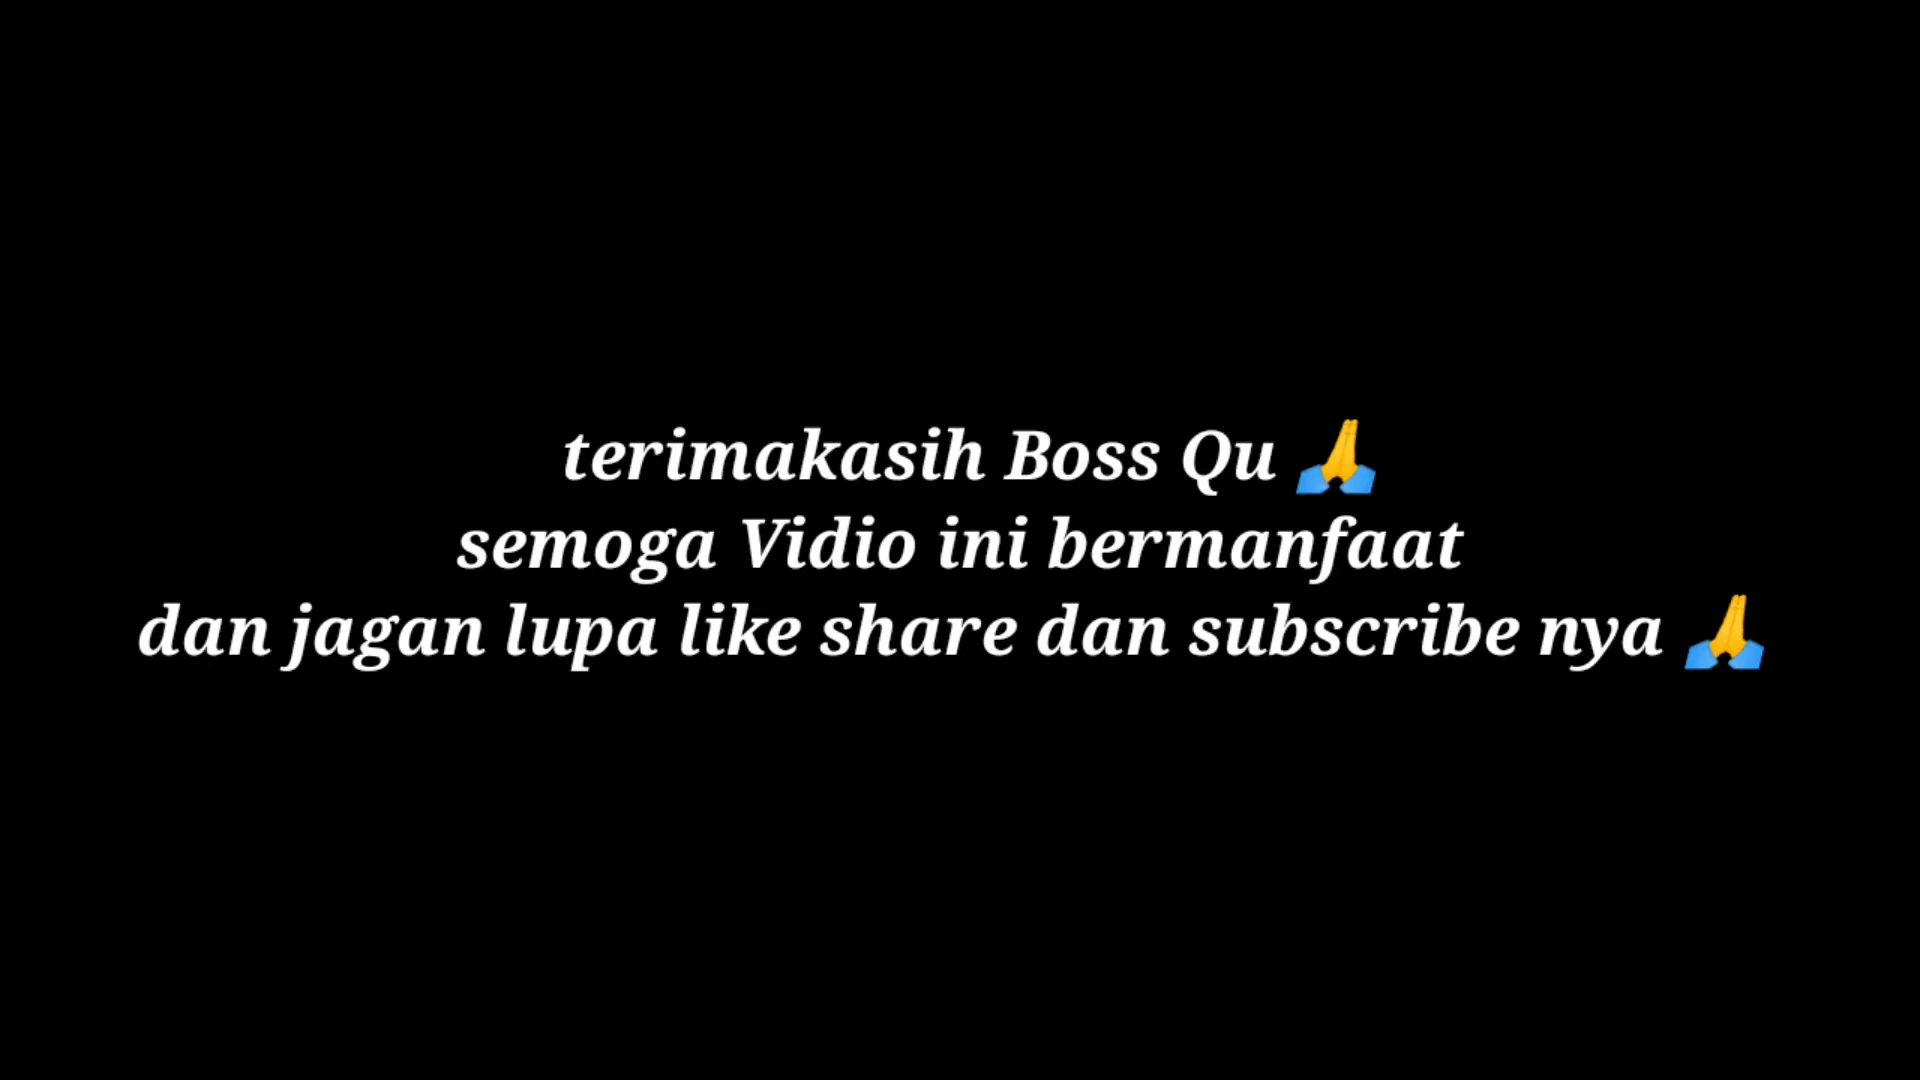 terimakasih Boss Qu 🙏
semoga Vidio ini bermanfaat
dan jagan lupa like share dan subscribe nya 🙏